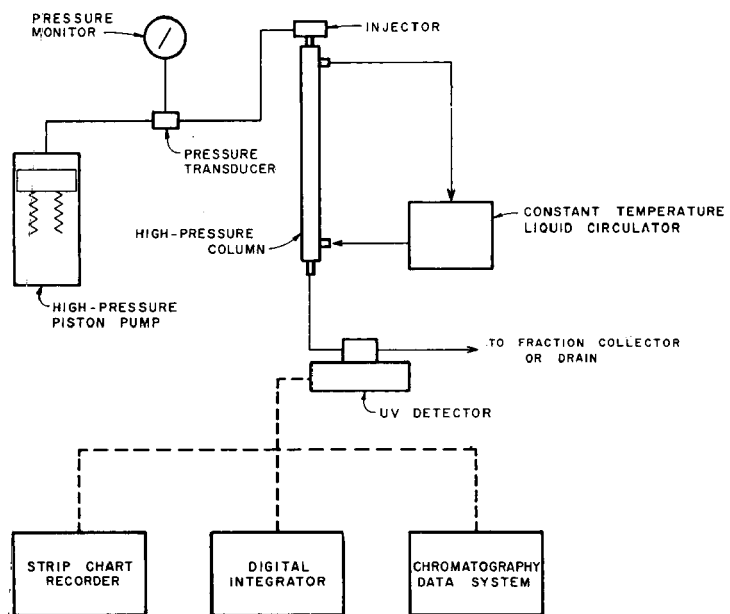 PRESSURE
MONITOR
INJECTOR
PRESSURE
TRANSDUCER
HIGH-PRESSURE
COLUMN
CONSTANT TEMPERATURE
LIQUID CIRCULATOR
HIGH-PRESSURE
PISTON PUMP
TO FRACTION COLLECTOR
OR DRAIN
UV DETECTOR
STRIP CHART
RECORDER
DIGITAL
INTEGRATOR
CHROMATOGRAPHY
DATA SYSTEM